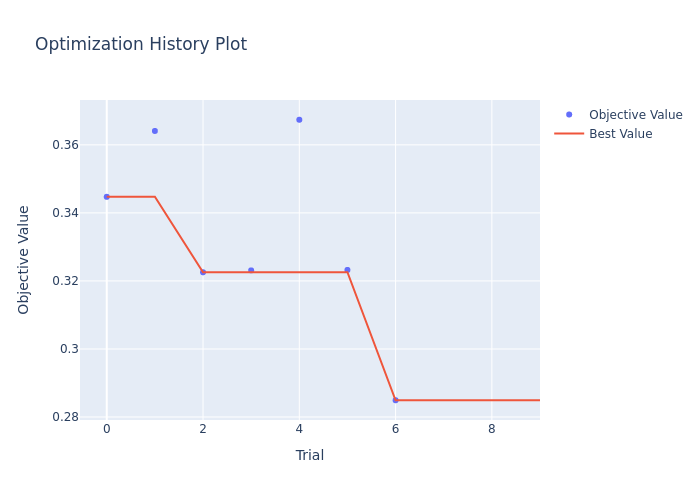 Optimization History Plot
Objective Value
Best Value
0.36
0.34
0.32
0.3
0.28
Objective Value
0 2 4 6 8
Trial